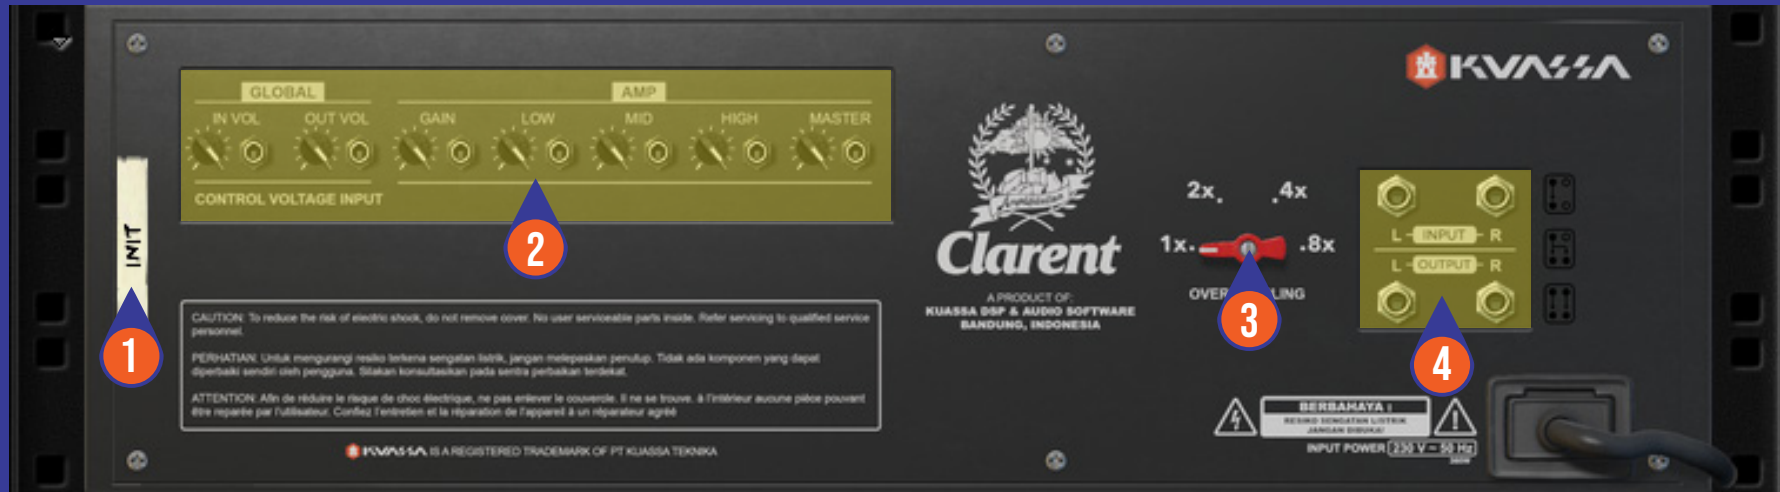 KVASSA
GLOBAL
AMP
IN VOL
OUT VOL
GAIN
LOW
MID
HIGH
MASTER
CONTROL VOLTAGE INPUT
INIT
1
2
CAUTION: To reduce the risk of electric shock, do not remove cover. No user serviceable parts inside. Refer servicing to qualified service
personnel.
PERHATIAN: Untuk mengurangi resiko terkena sengatan listrik, jangan melepaskan penutup. Tidak ada komponen yang dapat
diperbaiki sendiri oleh pengguna. Silakan konsultasikan pada sentra perbaikan terdekat.
ATTENTION: Afin de réduire le risque de choc électrique, ne pas enlever le couvercle. Il ne se trouve. à l'intérieur aucune pièce pouvant
être reparée par l'utilisateur. Confiez l'entretien et la réparation de l'appareil à un réparateur agréé
KVASSA IS A REGISTERED TRADEMARK OF PT KUASSA TEKNIKA
Clarent
A PRODUCT OF:
KUASSA DSP & AUDIO SOFTWARE
BANDUNG, INDONESIA
2x
4x
1x
8x
3
L INPUT R
L OUTPUT R
4
BERBAHAYA :
RESIKO SENGATAN LISTRIK
JANGAN DIBUKA!
INPUT POWER 230 V ~ 50 Hz